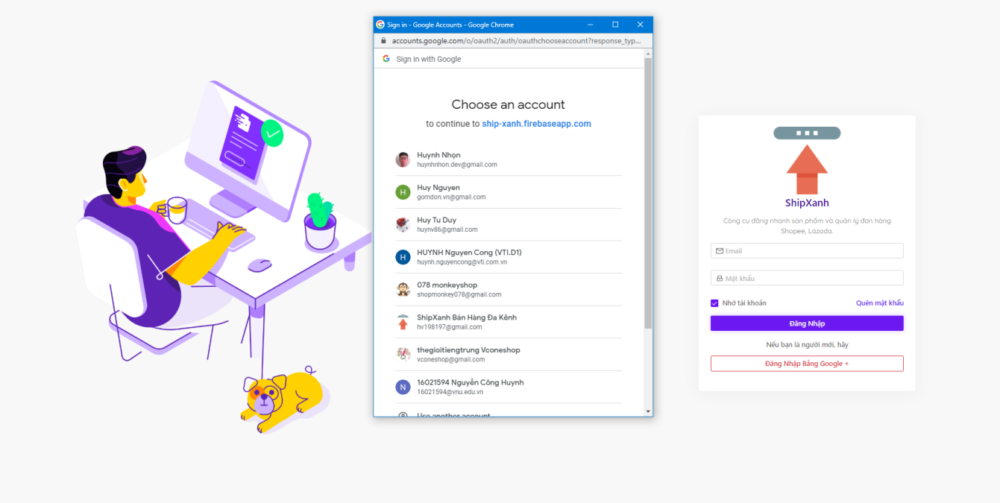 Sign in - Google Accounts - Google Chrome
accounts.google.com/o/oauth2/auth/oauthchooseaccount?response_typ...
Sign in with Google
Choose an account
to continue to ship-xanh.firebaseapp.com
Huynh Nhọn
huynhnhon.dev@gmail.com
H
Huy Nguyen
gomdon.vn@gmail.com
Huy Tu Duy
huynv86@gmail.com
H
HUYNH Nguyen Cong (VTI.D1)
huynh.nguyencong@vti.com.vn
078 monkeyshop
shopmonkey078@gmail.com
ShipXanh Bán Hàng Đa Kênh
hv198197@gmail.com
thegioitiengtrung Vconeshop
vconeshop@gmail.com
N
16021594 Nguyễn Công Huynh
16021594@vnu.edu.vn
Use another account
ShipXanh
Công cụ đăng nhanh sản phẩm và quản lý đơn hàng
Shopee, Lazada.
Email
Mật khẩu
Nhớ tài khoản
Quên mật khẩu
Đăng Nhập
Nếu bạn là người mới, hãy
Đăng Nhập Bằng Google +